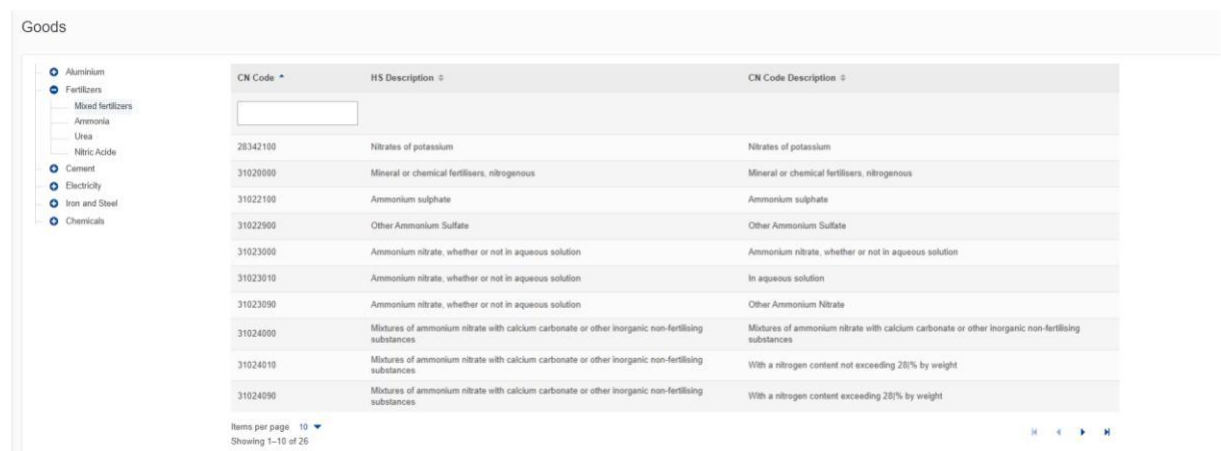 Goods
Aluminium
Fertilizers
Mixed fertilizers
Ammonia
Urea
Nitric Acide
Cement
Electricity
Iron and Steel
Chemicals
CN Code HS Description CN Code Description
28342100 Nitrates of potassium Nitrates of potassium
31020000 Mineral or chemical fertilisers, nitrogenous Mineral or chemical fertilisers, nitrogenous
31022100 Ammonium sulphate Ammonium sulphate
31022900 Other Ammonium Sulfate Other Ammonium Sulfate
31023000 Ammonium nitrate, whether or not in aqueous solution Ammonium nitrate, whether or not in aqueous solution
31023010 Ammonium nitrate, whether or not in aqueous solution In aqueous solution
31023090 Ammonium nitrate, whether or not in aqueous solution Other Ammonium Nitrate
31024000 Mixtures of ammonium nitrate with calcium carbonate or other inorganic non-fertilising substances Mixtures of ammonium nitrate with calcium carbonate or other inorganic non-fertilising substances
31024010 Mixtures of ammonium nitrate with calcium carbonate or other inorganic non-fertilising substances With a nitrogen content not exceeding 28|% by weight
31024090 Mixtures of ammonium nitrate with calcium carbonate or other inorganic non-fertilising substances With a nitrogen content exceeding 28|% by weight
Items per page 10
Showing 1–10 of 26